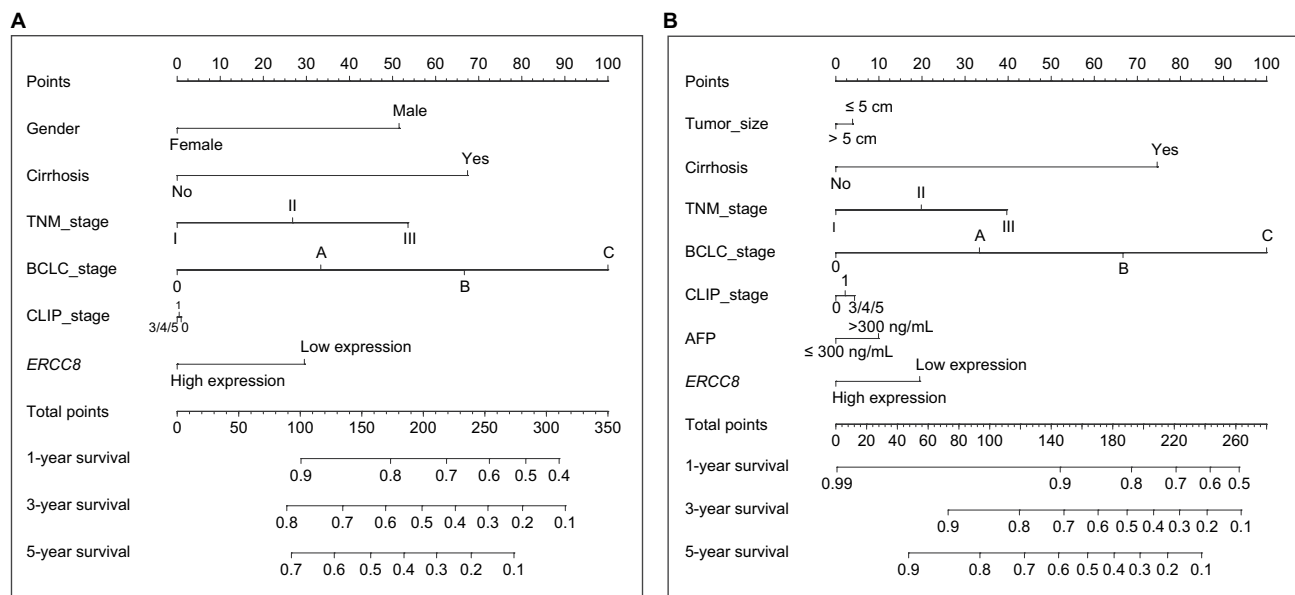 A
Points
0 10 20 30 40 50 60 70 80 90 100
Gender
Male
Female
Cirrhosis
Yes
No
TNM_stage
II
I III
BCLC_stage
A C
0 B
CLIP_stage
1
3/4/5 0
ERCC8
Low expression
High expression
Total points
0 50 100 150 200 250 300 350
1-year survival
0.9 0.8 0.7 0.6 0.5 0.4
3-year survival
0.8 0.7 0.6 0.5 0.4 0.3 0.2 0.1
5-year survival
0.7 0.6 0.5 0.4 0.3 0.2 0.1
B
Points
0 10 20 30 40 50 60 70 80 90 100
Tumor_size
≤ 5 cm
> 5 cm
Cirrhosis
Yes
No
TNM_stage
II
I III
BCLC_stage
A C
0 B
CLIP_stage
1
0 3/4/5
AFP
>300 ng/mL
≤ 300 ng/mL
ERCC8
Low expression
High expression
Total points
0 20 40 60 80 100 140 180 220 260
1-year survival
0.99 0.9 0.8 0.7 0.6 0.5
3-year survival
0.9 0.8 0.7 0.6 0.5 0.4 0.3 0.2 0.1
5-year survival
0.9 0.8 0.7 0.6 0.5 0.4 0.3 0.2 0.1